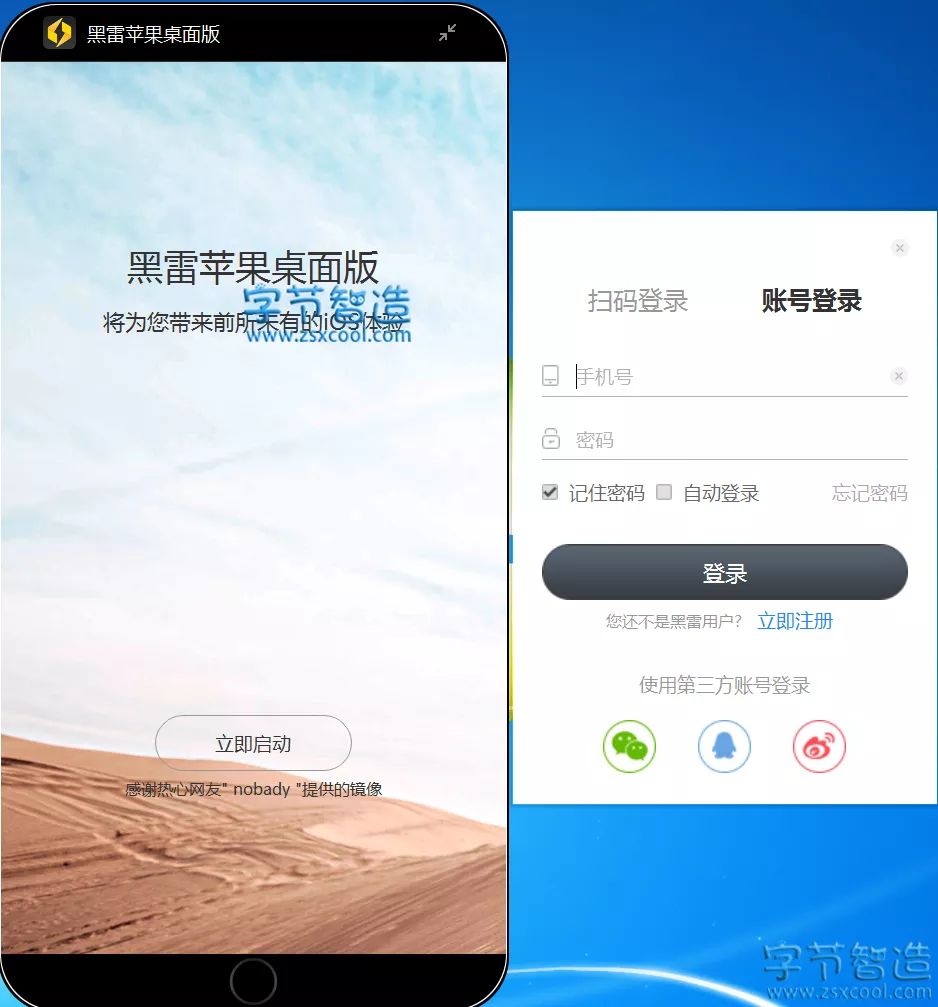 黑雷苹果桌面版
黑雷苹果桌面版
将为您带来前所未有的iOS体验
字节智造
www.zsxcool.com
立即启动
感谢热心网友" nobady "提供的镜像
扫码登录 账号登录
手机号
密码
记住密码 自动登录 忘记密码
登录
您还不是黑雷用户? 立即注册
使用第三方账号登录
字节智造
www.zsxcool.com